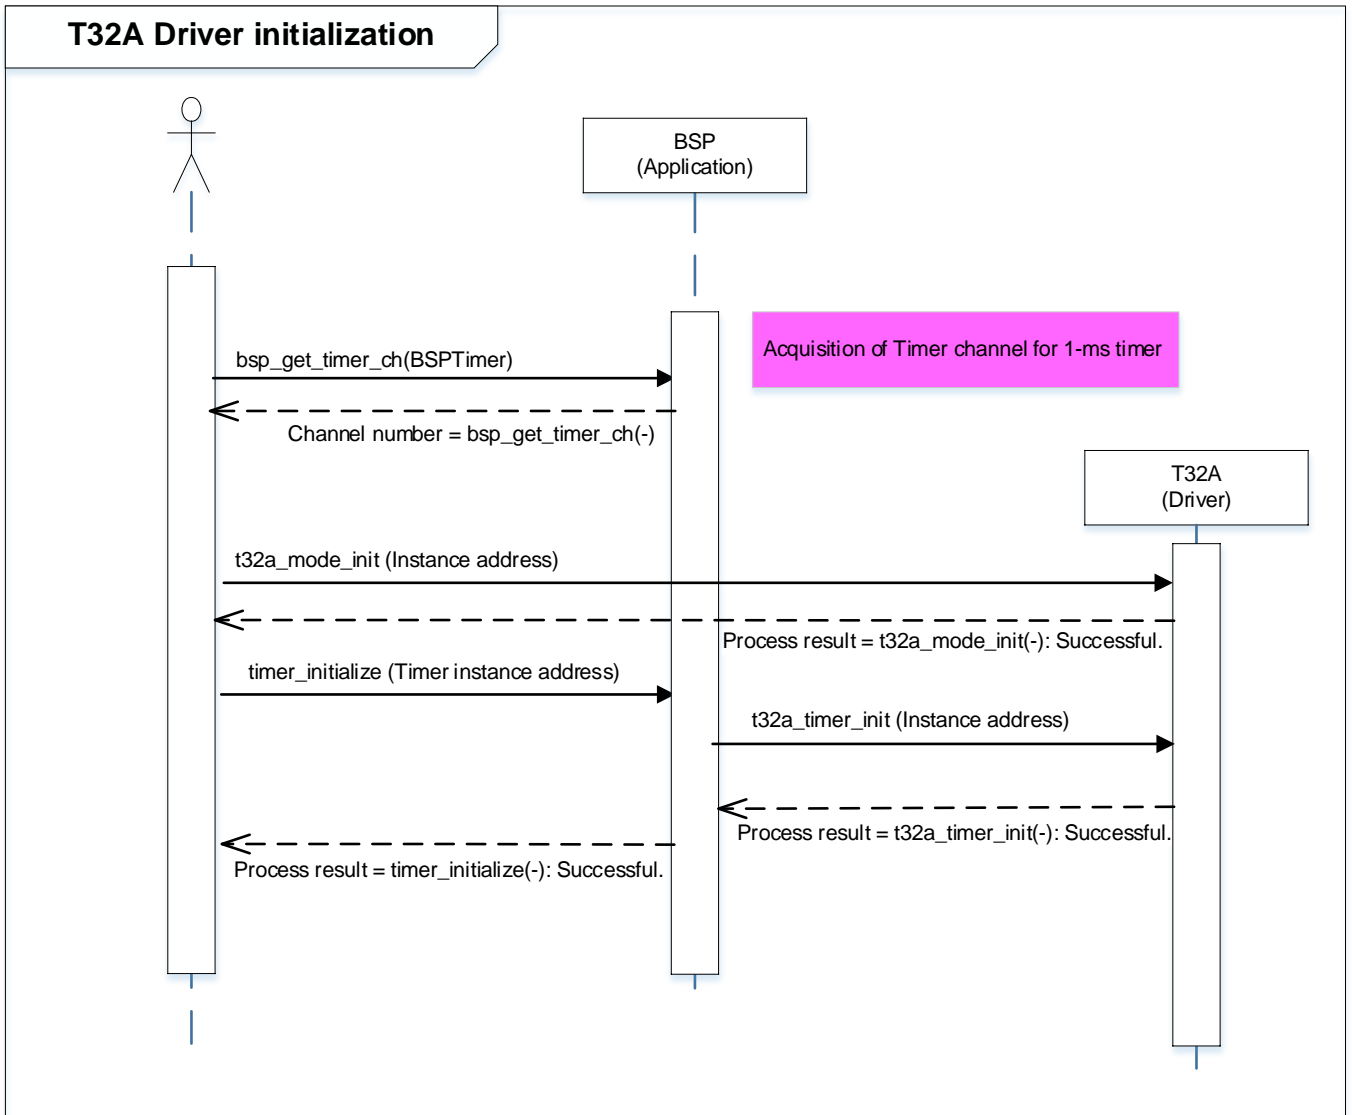 T32A Driver initialization
BSP
(Application)
Acquisition of Timer channel for 1-ms timer
bsp_get_timer_ch(BSPTimer)
Channel number = bsp_get_timer_ch(-)
T32A
(Driver)
t32a_mode_init (Instance address)
Process result = t32a_mode_init(-): Successful.
timer_initialize (Timer instance address)
t32a_timer_init (Instance address)
Process result = t32a_timer_init(-): Successful.
Process result = timer_initialize(-): Successful.